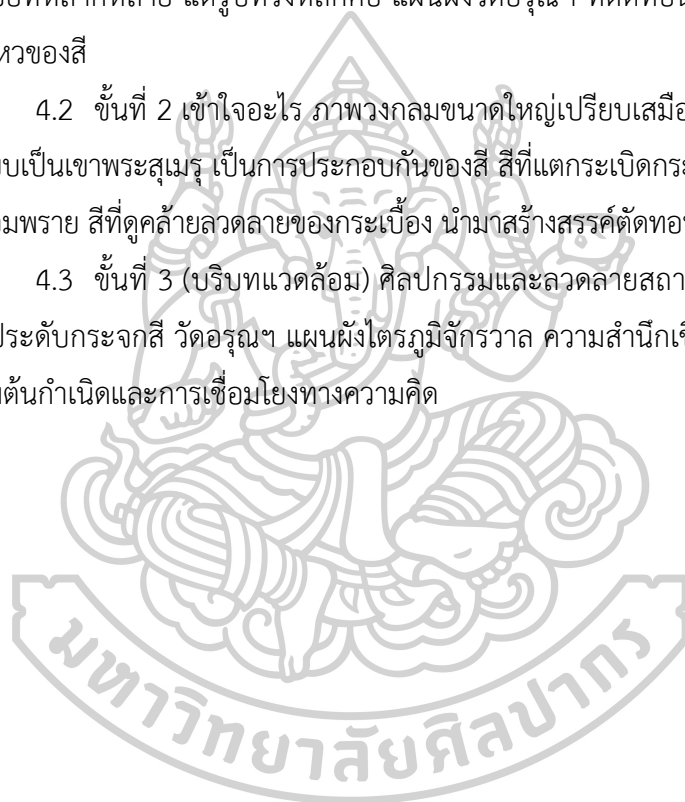 หวของสี
4.2 ขั้นที่ 2 เข้าใจอะไร ภาพวงกลมขนาดใหญ่เปรียบเสมือ
บเป็นเขาพระสุเมรุ เป็นการประกอบกันของสี สีที่แตกกระเบิดกระ
มพราย สีที่ดูคล้ายลวดลายของกระเบื้อง นำมาสร้างสรรค์ตัดทอ
4.3 ขั้นที่ 3 (บริบทแวดล้อม) ศิลปกรรมและลวดลายสถา
ประดับกระจกสี วัดอรุณฯ แผนผังไตรภูมิจักรวาล ความสำนึกเ
ต้นกำเนิดและการเชื่อมโยงทางความคิด
มหาวิทยาลัยศิลปากร